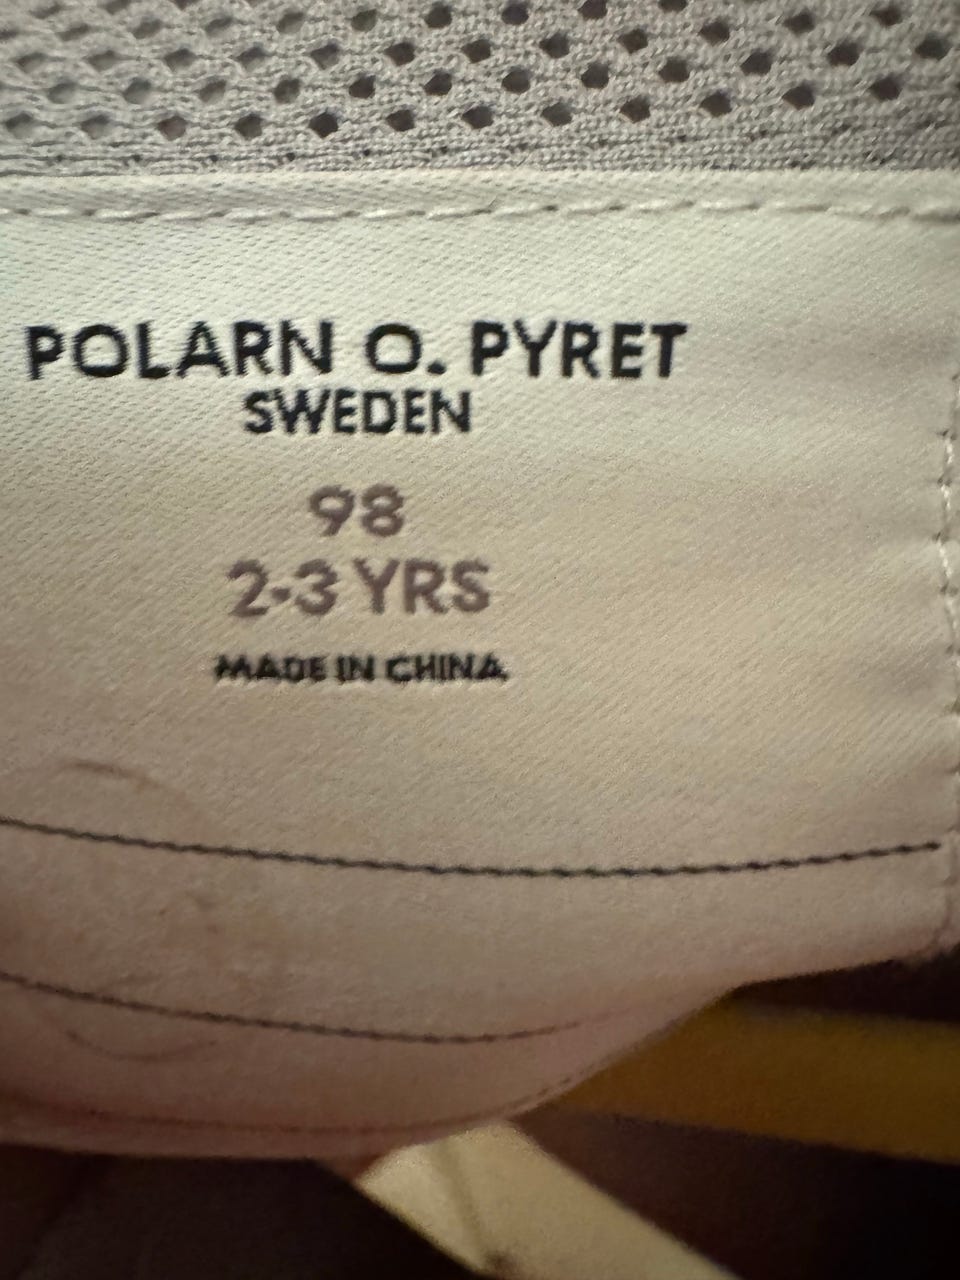 POLARN O. PYRET
SWEDEN
98
2-3 YRS
MADE IN CHINA